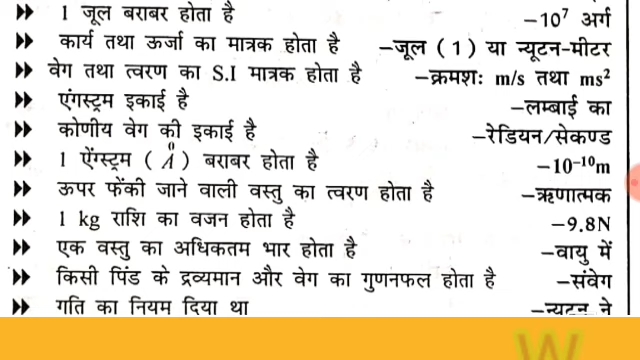 ▸▸ 1 जूल बराबर होता है –10⁷ अर्ग
▸▸ कार्य तथा ऊर्जा का मात्रक होता है –जूल ( 1 ) या न्यूटन-मीटर
▸▸ वेग तथा त्वरण का S.I मात्रक होता है –क्रमशः m/s तथा ms²
▸▸ एंगस्ट्रम इकाई है –लम्बाई का
▸▸ कोणीय वेग की इकाई है –रेडियन/सेकण्ड
▸▸ 1 ऐंग्स्ट्रम ( Å ) बराबर होता है –10⁻¹⁰m
▸▸ ऊपर फेंकी जाने वाली वस्तु का त्वरण होता है –ऋणात्मक
▸▸ 1 kg राशि का वजन होता है –9.8N
▸▸ एक वस्तु का अधिकतम भार होता है –वायु में
▸▸ किसी पिंड के द्रव्यमान और वेग का गुणनफल होता है –संवेग
▸▸ गति का नियम दिया था –न्यूटन ने
W